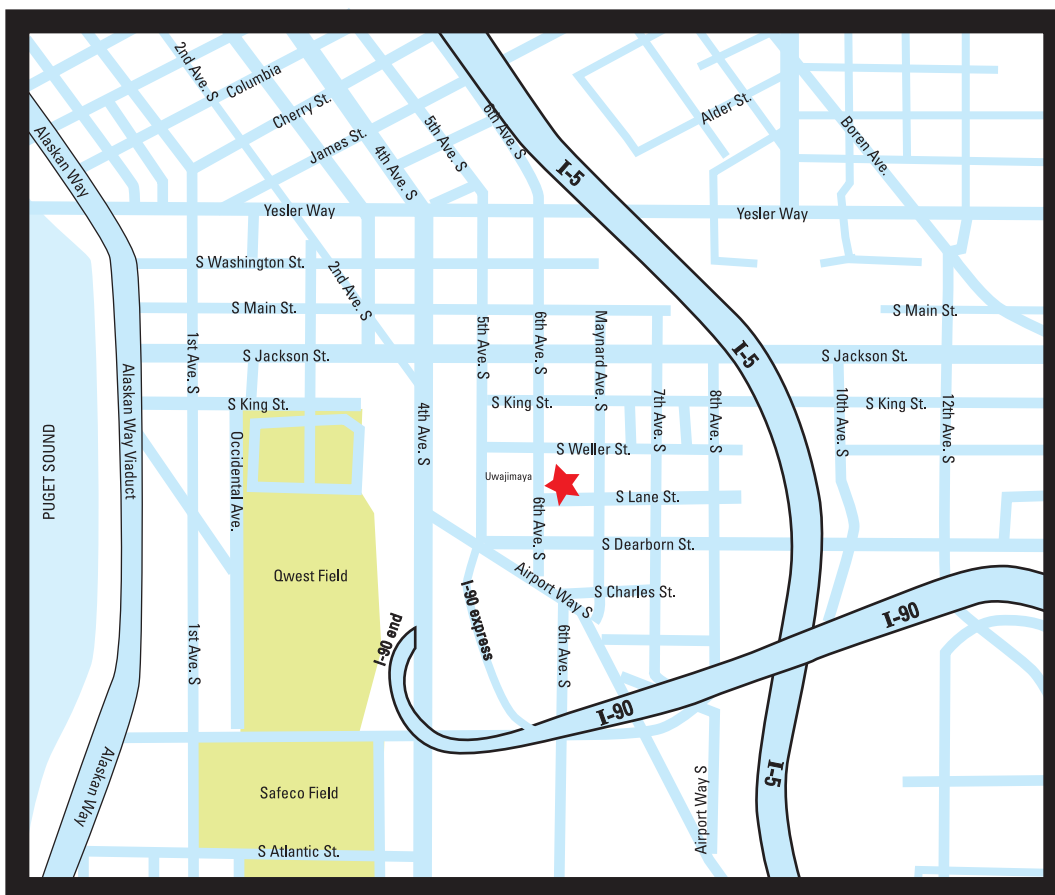 2nd Ave. S
Columbia
Cherry St.
James St.
4th Ave. S
5th Ave. S
6th Ave. S
I-5
Alder St.
Boren Ave.
Alaskan Way
Yesler Way
Yesler Way
S Washington St.
2nd Ave. S
S Main St.
S Main St.
1st Ave. S
S Jackson St.
5th Ave. S
6th Ave. S
Maynard Ave. S
I-5
S Jackson St.
Alaskan Way Viaduct
S King St.
4th Ave. S
S King St.
7th Ave. S
8th Ave. S
10th Ave. S
S King St.
12th Ave. S
PUGET SOUND
Occidental Ave.
S Weller St.
Uwajimaya
S Lane St.
6th Ave. S
S Dearborn St.
Qwest Field
Airport Way S
S Charles St.
I-90 end
I-90 express
6th Ave. S
I-90
1st Ave. S
I-90
Alaskan Way
Safeco Field
Airport Way S
I-5
S Atlantic St.